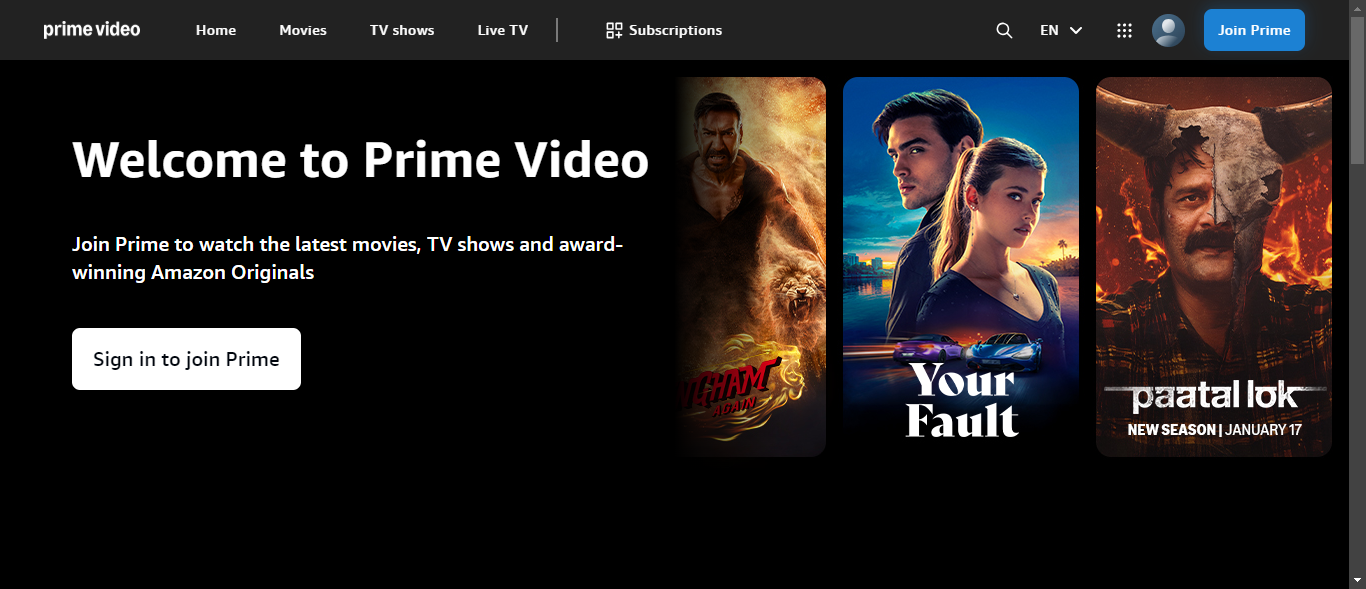 prime video
Home
Movies
TV shows
Live TV
Subscriptions
EN
Join Prime
Welcome to Prime Video
Join Prime to watch the latest movies, TV shows and award-
winning Amazon Originals
Sign in to join Prime
NGHAM
AGAIN
Your
Fault
paatal lok
NEW SEASON | JANUARY 17